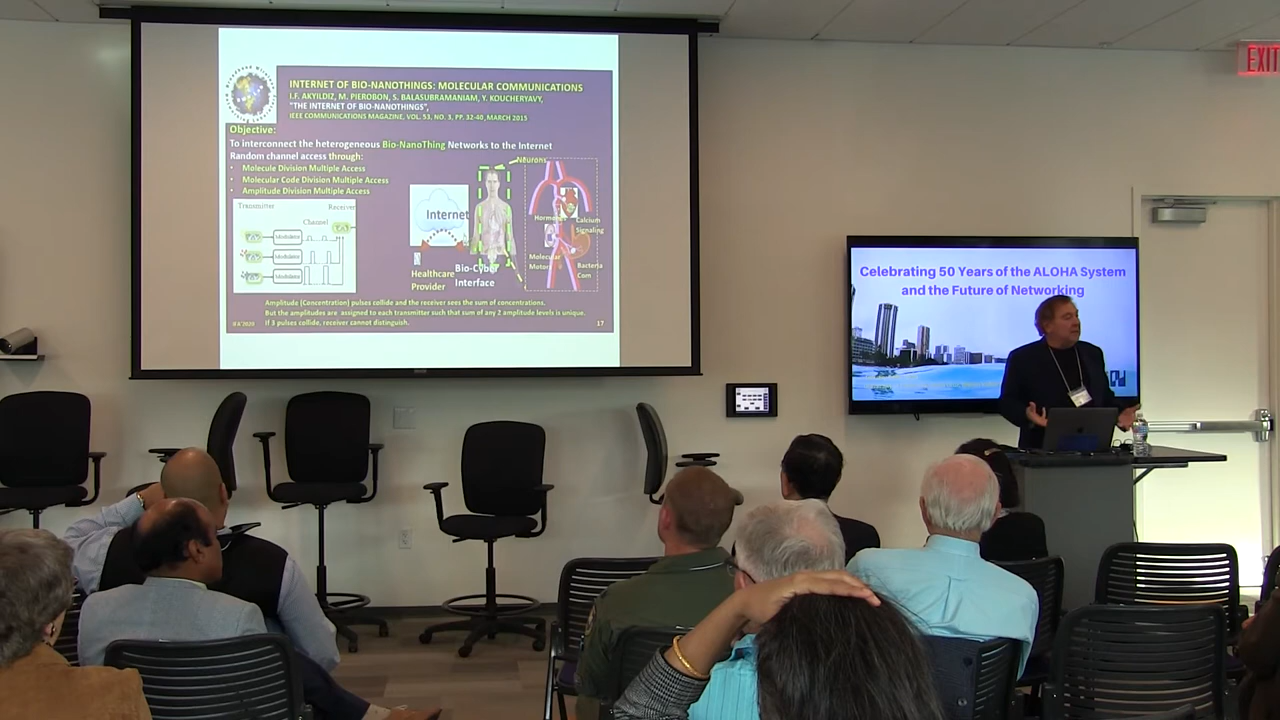 INTERNET OF BIO-NANOTHINGS: MOLECULAR COMMUNICATIONS
I.F. AKYILDIZ, M. PIEROBON, S. BALASUBRAMANIAM, Y. KOUCHERYAVY,
"THE INTERNET OF BIO-NANOTHINGS",
IEEE COMMUNICATIONS MAGAZINE, VOL. 53, NO. 3, PP. 32-40, MARCH 2015
Objective:
To interconnect the heterogeneous Bio-NanoThing Networks to the Internet
Random channel access through:
• Molecule Division Multiple Access
• Molecular Code Division Multiple Access
• Amplitude Division Multiple Access
Transmitter
Receiver
Channel
Modulator
Modulator
Modulator
Internet
Healthcare
Provider
Bio-Cyber
Interface
Neurons
Hormones
Calcium
Signaling
Molecular
Motors
Bacteria
Com
Amplitude (Concentration) pulses collide and the receiver sees the sum of concentrations.
But the amplitudes are assigned to each transmitter such that sum of any 2 amplitude levels is unique.
If 3 pulses collide, receiver cannot distinguish.
17
Celebrating 50 Years of the ALOHA System
and the Future of Networking
EXIT